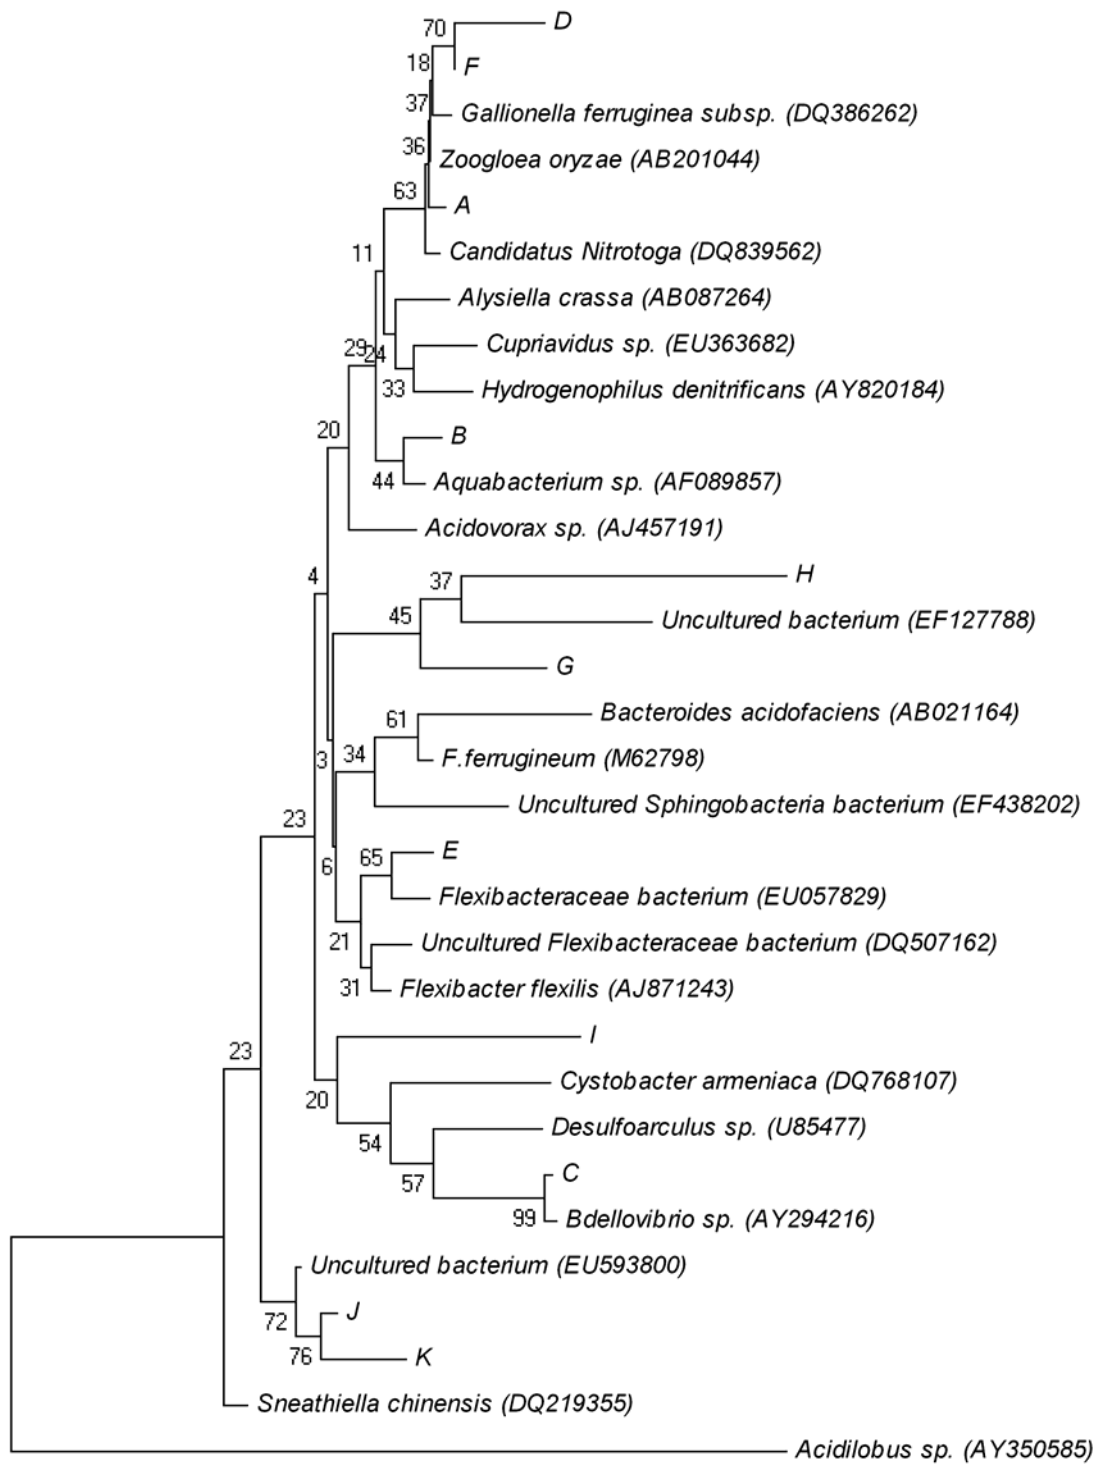 70
D
18
F
37
Gallionella ferruginea subsp. (DQ386262)
36
Zoogloea oryzae (AB201044)
63
A
11
Candidatus Nitrotoga (DQ839562)
Alysiella crassa (AB087264)
29
24
Cupriavidus sp. (EU363682)
33
Hydrogenophilus denitrificans (AY820184)
20
B
44
Aquabacterium sp. (AF089857)
Acidovorax sp. (AJ457191)
4
37
H
45
Uncultured bacterium (EF127788)
G
61
Bacteroides acidofaciens (AB021164)
3
34
F.ferrugineum (M62798)
Uncultured Sphingobacteria bacterium (EF438202)
23
65
E
6
Flexibacteraceae bacterium (EU057829)
21
Uncultured Flexibacteraceae bacterium (DQ507162)
31
Flexibacter flexilis (AJ871243)
I
23
Cystobacter armeniaca (DQ768107)
20
54
Desulfoarculus sp. (U85477)
57
C
99
Bdellovibrio sp. (AY294216)
Uncultured bacterium (EU593800)
72
J
76
K
Sneathiella chinensis (DQ219355)
Acidilobus sp. (AY350585)